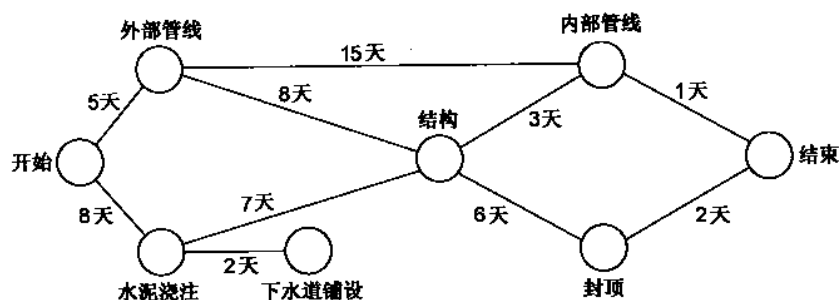 外部管线
内部管线
15天
5天
8天
1天
结构
3天
开始
结束
8天
7天
6天
2天
2天
水泥浇注
下水道铺设
封顶